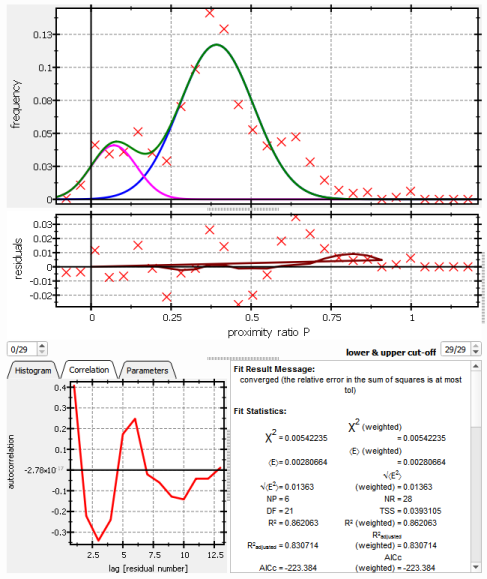 0.13
0.1
0.08
0.05
0.03
0
frequency
0.03
0.02
0.01
0
-0.01
-0.02
residuals
0 0.25 0.5 0.75 1
proximity ratio P
0/29 lower & upper cut-off 29/29
Histogram Correlation Parameters
0.4
0.3
0.2
0.1
-2.78×10
-0.1
-0.2
-0.3
autocorrelation
2.5 5 7.5 10 12.5
lag [residual number]
Fit Result Message:
converged (the relative error in the sum of squares is at most
tol)
Fit Statistics:
χ² (weighted)
χ² = 0.00542235 = 0.00542235
⟨E⟩ (weighted)
⟨E⟩ = 0.00280664 = 0.00280664
√⟨E²⟩
√⟨E²⟩ = 0.01363 (weighted) = 0.01363
NP = 6 NR = 28
DF = 21 TSS = 0.0393105
R² = 0.862063 R² (weighted) = 0.862063
R²adjusted
R²adjusted = 0.830714 (weighted) = 0.830714
AICc
AICc = -223.384 (weighted) = -223.384